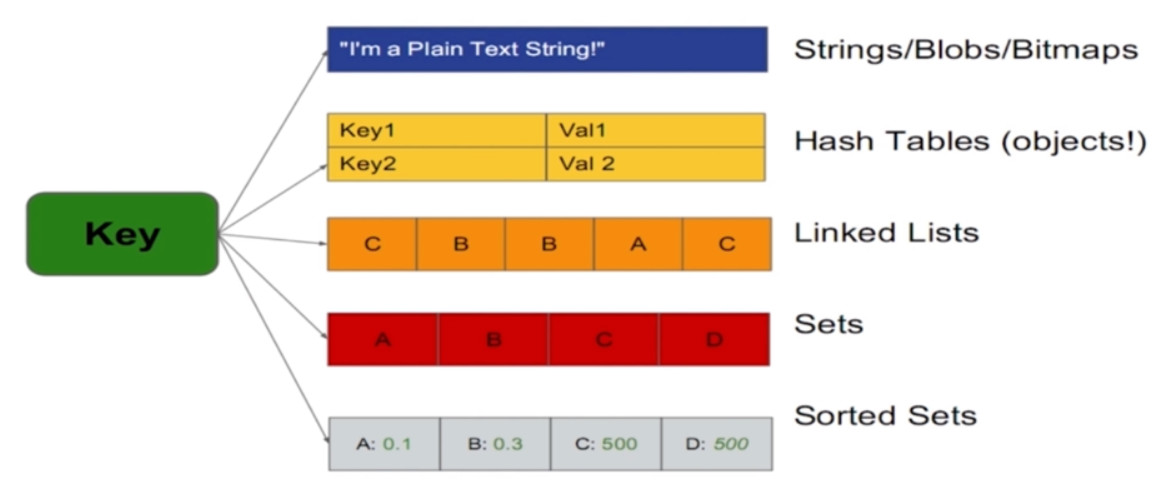 "I'm a Plain Text String!"
Strings/Blobs/Bitmaps
Key1 Val1
Key2 Val 2
Hash Tables (objects!)
Key
C B B A C
Linked Lists
A B C D
Sets
A: 0.1 B: 0.3 C: 500 D: 500
Sorted Sets